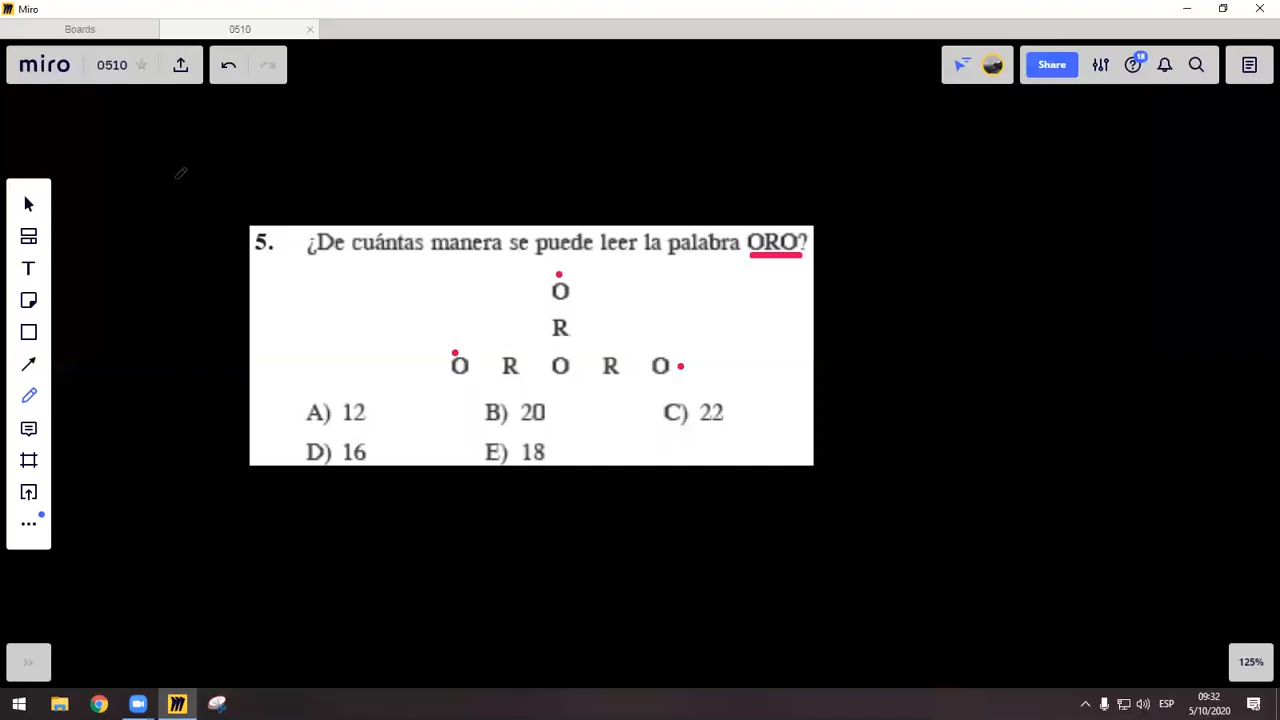 Miro
Boards
0510
miro
0510
Share
18
5. ¿De cuántas manera se puede leer la palabra ORO?
O
R
O R O R O
A) 12 B) 20 C) 22
D) 16 E) 18
125%
ESP
09:32
5/10/2020